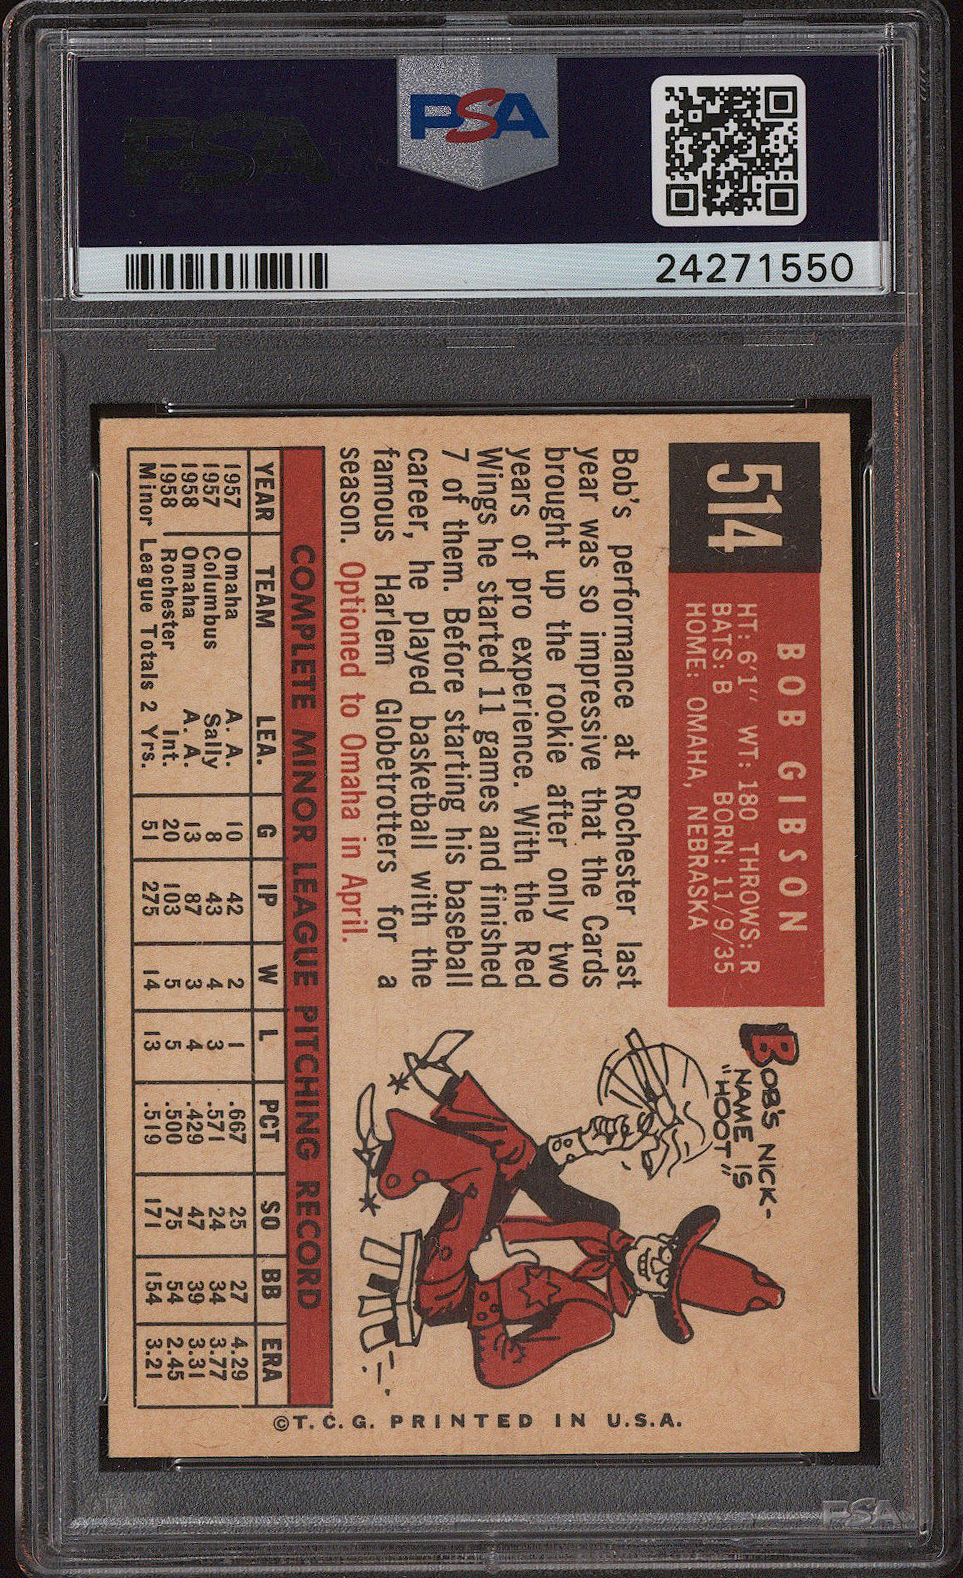 PSA
PSA
24271550
514
BOB GIBSON
HT: 6'1" WT: 180 THROWS: R
BATS: B BORN: 11/9/35
HOME: OMAHA, NEBRASKA
Bob's performance at Rochester last
year was so impressive that the Cards
brought up the rookie after only two
years of pro experience. With the Red
Wings he started 11 games and finished
7 of them. Before starting his baseball
career, he played basketball with the
famous Harlem Globetrotters for a
season. Optioned to Omaha in April.
BOB'S NICK-
NAME IS
"HOOT"
COMPLETE MINOR LEAGUE PITCHING RECORD
YEAR TEAM LEA. G IP W L PCT SO BB ERA
1957 Omaha A. A. 10 42 2 1 .667 25 27 4.29
1957 Columbus Sally 8 43 4 3 .571 24 34 3.77
1958 Omaha A. A. 13 87 3 4 .429 47 39 3.31
1958 Rochester Int. 20 103 5 5 .500 75 54 2.45
Minor League Totals 2 Yrs. 51 275 14 13 .519 171 154 3.21
©T.C.G. PRINTED IN U.S.A.
PSA